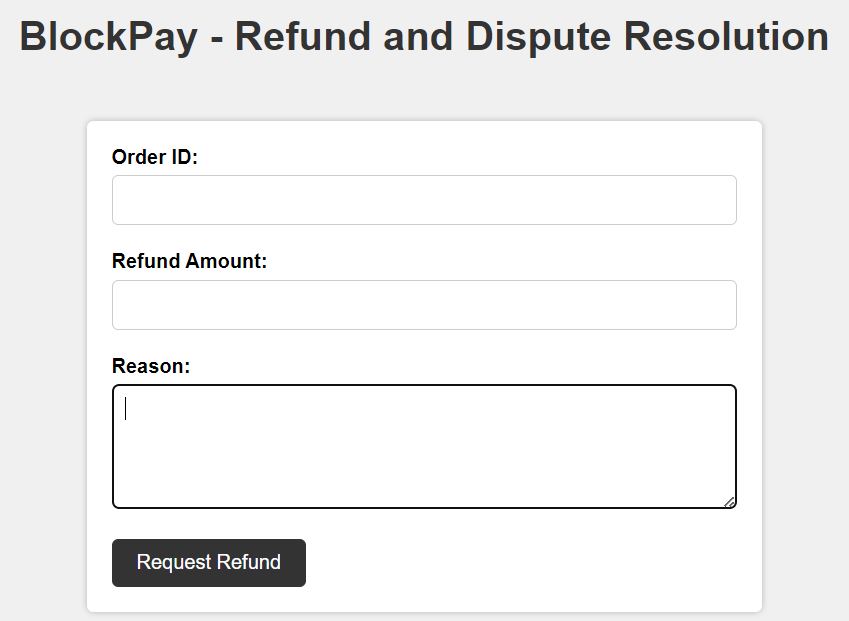 BlockPay - Refund and Dispute Resolution
Order ID:
Refund Amount:
Reason:
Request Refund